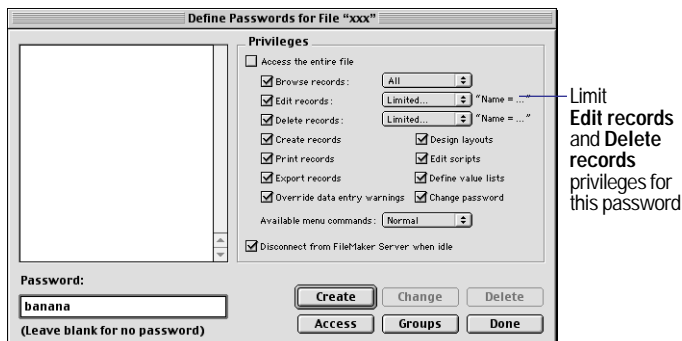 Define Passwords for File “xxx”
Privileges
Access the entire file
Browse records: All
Edit records: Limited... "Name = ..."
Delete records: Limited... "Name = ..."
Create records Design layouts
Print records Edit scripts
Export records Define value lists
Override data entry warnings Change password
Available menu commands: Normal
Disconnect from FileMaker Server when idle
Password:
banana
(Leave blank for no password)
Create Change Delete
Access Groups Done
Limit
Edit records
and Delete
records
privileges for
this password